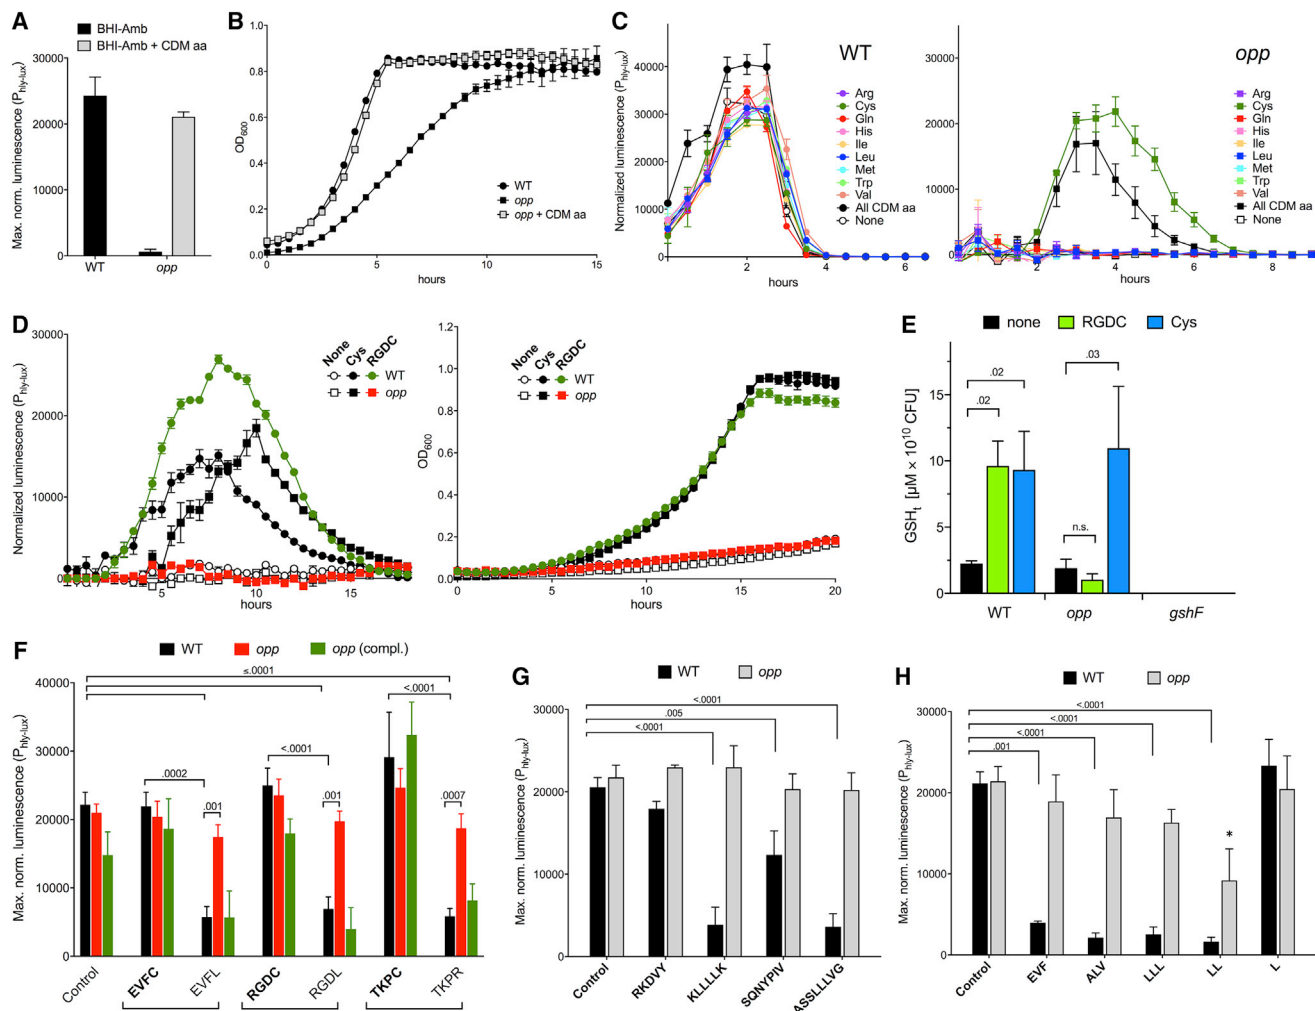 A
BHI-Amb
BHI-Amb + CDM aa
Max. norm. luminescence (Phly-lux)
30000
20000
10000
0
WT
opp
B
OD600
1.0
0.8
0.6
0.4
0.2
0.0
WT
opp
opp + CDM aa
0
5
10
15
hours
C
WT
Normalized luminescence (Phly-lux)
40000
30000
20000
10000
0
Arg
Cys
Gln
His
Ile
Leu
Met
Trp
Val
All CDM aa
None
0
2
4
6
hours
opp
40000
30000
20000
10000
0
Arg
Cys
Gln
His
Ile
Leu
Met
Trp
Val
All CDM aa
None
2
4
6
8
hours
D
Normalized luminescence (Phly-lux)
30000
20000
10000
0
None
Cys
RGDC
WT
opp
5
10
15
hours
OD600
1.2
1.0
0.8
0.6
0.4
0.2
0.0
None
Cys
RGDC
WT
opp
0
5
10
15
20
hours
E
none
RGDC
Cys
GSHt [µM × 10^10 CFU]
15
10
5
0
.02
.02
.03
n.s.
WT
opp
gshF
F
WT
opp
opp (compl.)
Max. norm. luminescence (Phly-lux)
40000
30000
20000
10000
0
≤.0001
<.0001
.0002
.001
<.0001
.001
.0007
Control
EVFC
EVFL
RGDC
RGDL
TKPC
TKPR
G
WT
opp
Max. norm. luminescence (Phly-lux)
30000
20000
10000
0
<.0001
.005
<.0001
Control
RKDVY
KLLLLK
SQNYPIV
ASSLLLVG
H
WT
opp
Max. norm. luminescence (Phly-lux)
30000
20000
10000
0
<.0001
<.0001
<.0001
.001
*
Control
EVF
ALV
LLL
LL
L